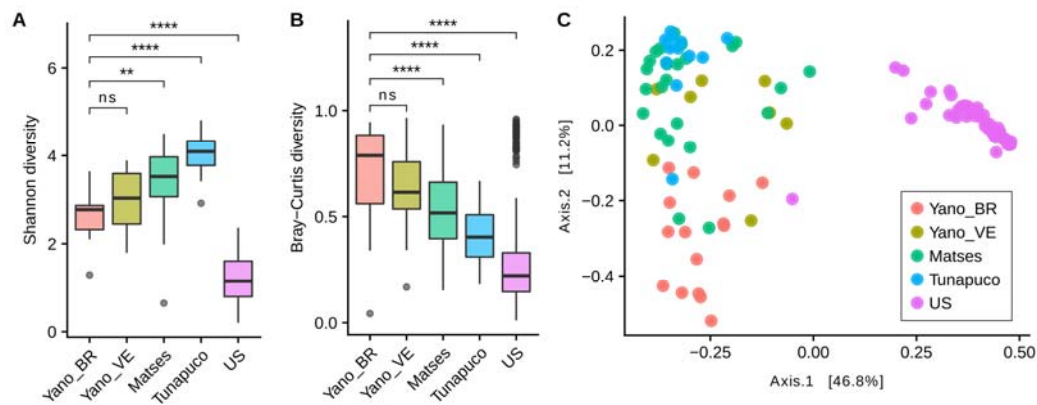 A
Shannon diversity
6
4
2
0
****
****
**
ns
Yano_BR
Yano_VE
Matses
Tunapuco
US
B
Bray−Curtis diversity
1.0
0.5
0.0
****
****
****
ns
Yano_BR
Yano_VE
Matses
Tunapuco
US
C
Axis.2 [11.2%]
0.2
0.0
−0.2
−0.4
Yano_BR
Yano_VE
Matses
Tunapuco
US
−0.25
0.00
0.25
0.50
Axis.1 [46.8%]